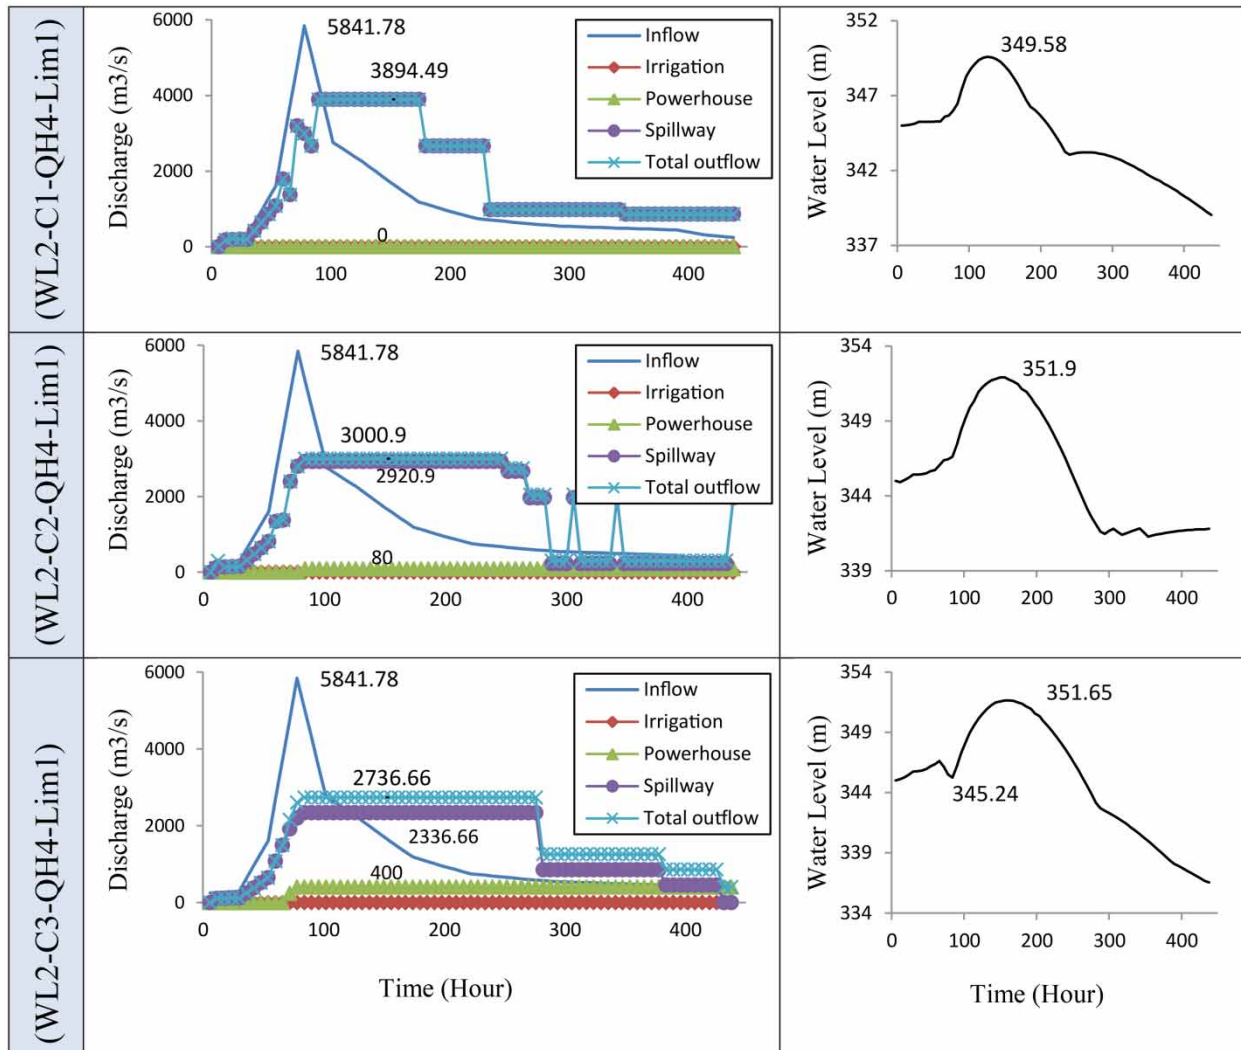 (WL2-C1-QH4-Lim1)
Discharge (m3/s)
6000
4000
2000
0
0
100
200
300
400
5841.78
3894.49
0
Inflow
Irrigation
Powerhouse
Spillway
Total outflow
Water Level (m)
352
347
342
337
0
100
200
300
400
349.58
(WL2-C2-QH4-Lim1)
Discharge (m3/s)
6000
4000
2000
0
0
100
200
300
400
5841.78
3000.9
2920.9
80
Inflow
Irrigation
Powerhouse
Spillway
Total outflow
Water Level (m)
354
349
344
339
0
100
200
300
400
351.9
(WL2-C3-QH4-Lim1)
Discharge (m3/s)
6000
4000
2000
0
0
100
200
300
400
5841.78
2736.66
2336.66
400
Inflow
Irrigation
Powerhouse
Spillway
Total outflow
Time (Hour)
Water Level (m)
354
349
344
339
334
0
100
200
300
400
351.65
345.24
Time (Hour)